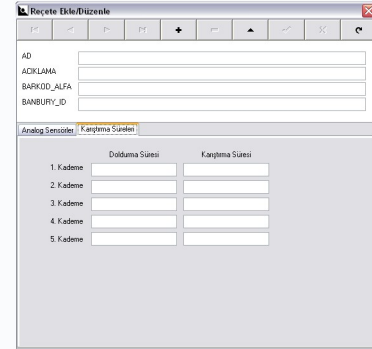 Reçete Ekle/Düzenle
AD
ACIKLAMA
BARKOD_ALFA
BANBURY_ID
Analog Sensörler Karıştırma Süreleri
Doldurma Süresi Karıştırma Süresi
1. Kademe
2. Kademe
3. Kademe
4. Kademe
5. Kademe